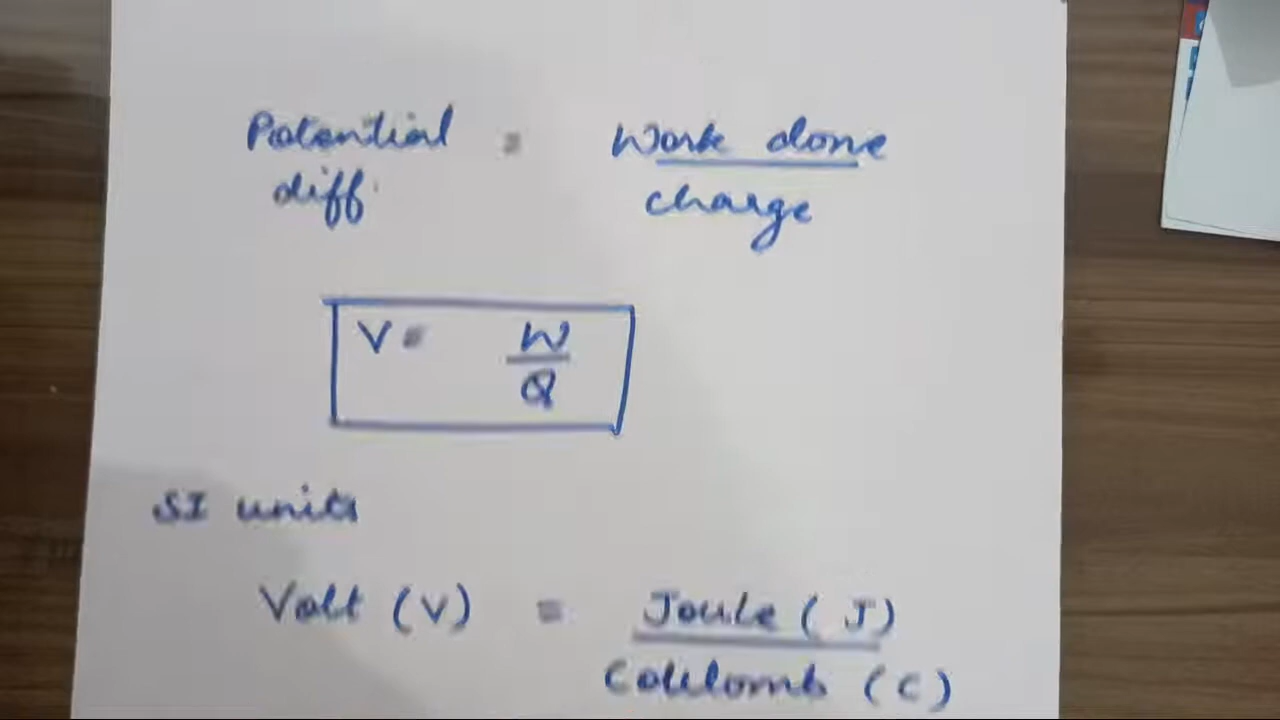 Potential = Work done
diff. charge
V = W
Q
SI units
Volt (V) = Joule (J)
Coulomb (C)